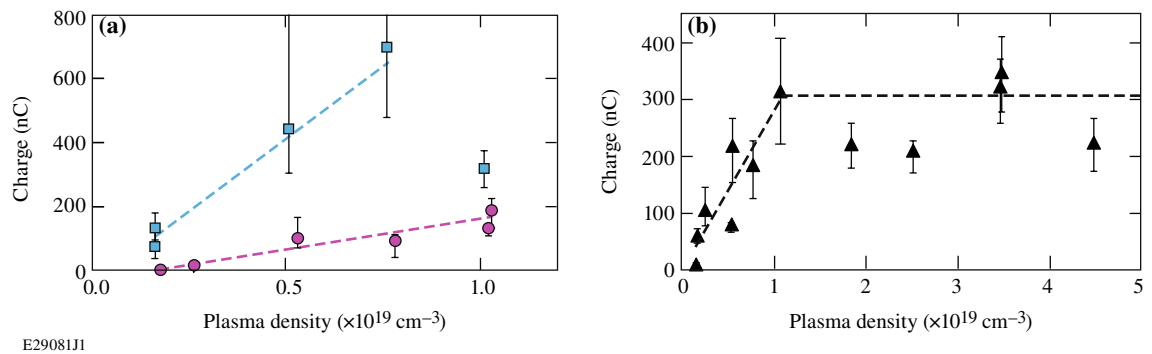 (a)
800
600
400
200
0
Charge (nC)
0.0 0.5 1.0
Plasma density (×10¹⁹ cm⁻³)
(b)
400
300
200
100
0
Charge (nC)
0 1 2 3 4 5
Plasma density (×10¹⁹ cm⁻³)
E29081J1